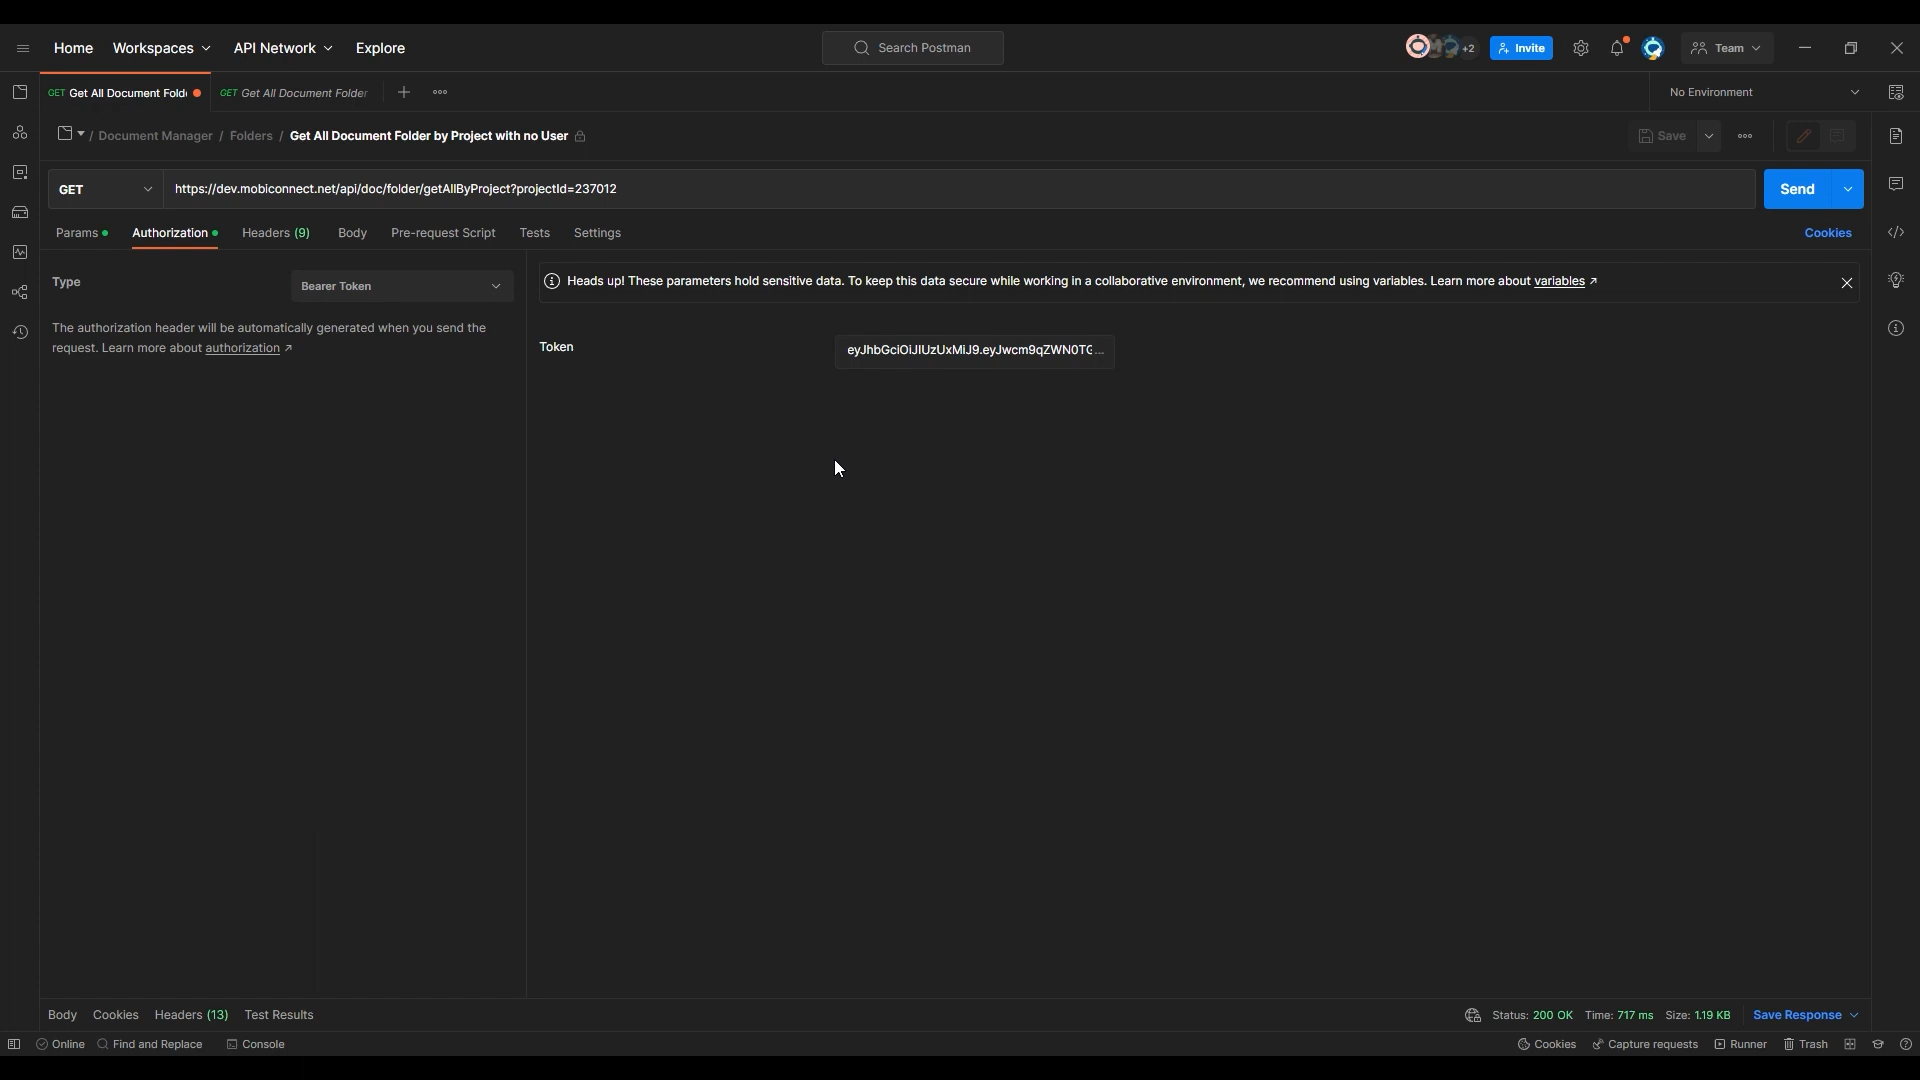 Home Workspaces API Network Explore Search Postman +2 Invite Team
GET Get All Document Fold GET Get All Document Folder No Environment
/ Document Manager / Folders / Get All Document Folder by Project with no User Save
GET https://dev.mobiconnect.net/api/doc/folder/getAllByProject?projectId=237012 Send
Params Authorization Headers (9) Body Pre-request Script Tests Settings Cookies
Type Bearer Token
Heads up! These parameters hold sensitive data. To keep this data secure while working in a collaborative environment, we recommend using variables. Learn more about variables ↗
The authorization header will be automatically generated when you send the
request. Learn more about authorization ↗
Token eyJhbGciOiJIUzUxMiJ9.eyJwcm9qZWN0TG...
Body Cookies Headers (13) Test Results Status: 200 OK Time: 717 ms Size: 1.19 KB Save Response
Online Find and Replace Console Cookies Capture requests Runner Trash